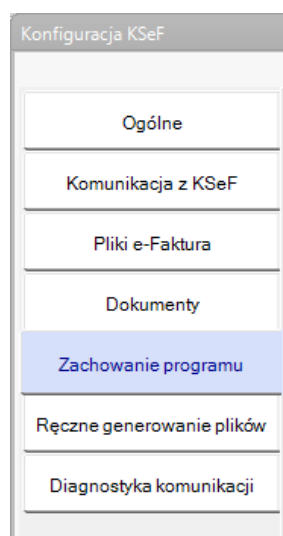 Konfiguracja KSeF
Ogólne
Komunikacja z KSeF
Pliki e-Faktura
Dokumenty
Zachowanie programu
Ręczne generowanie plików
Diagnostyka komunikacji